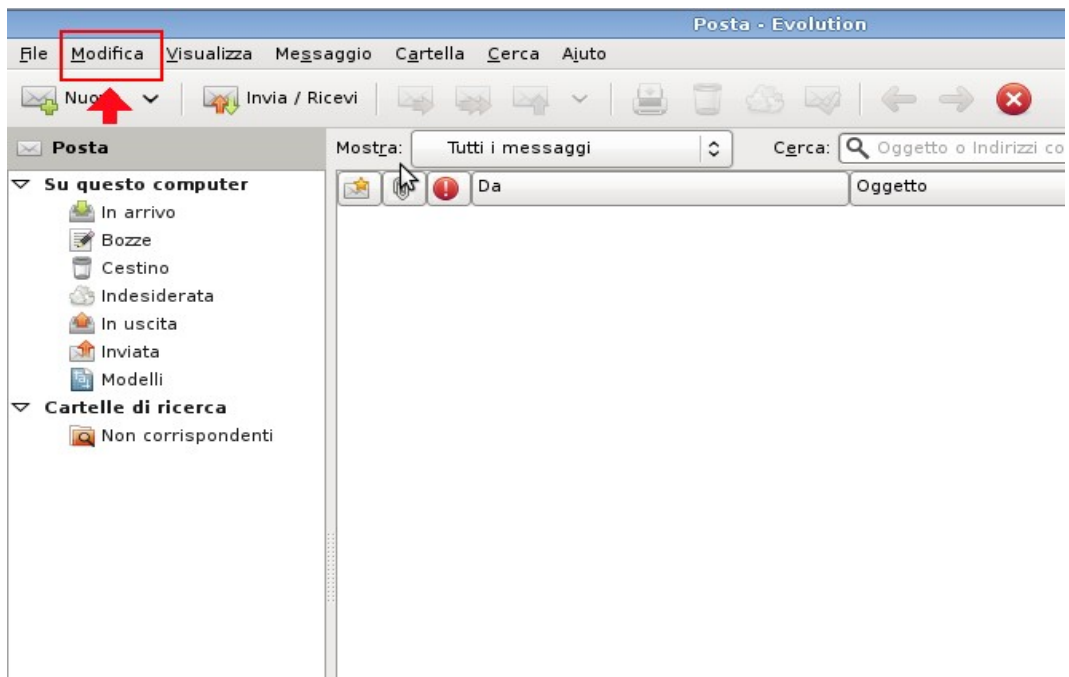 Posta - Evolution
File Modifica Visualizza Messaggio Cartella Cerca Aiuto
Invia / Ricevi
Posta
Mostra: Tutti i messaggi Cerca: Oggetto o Indirizzi co
Su questo computer
Da Oggetto
In arrivo
Bozze
Cestino
Indesiderata
In uscita
Inviata
Modelli
Cartelle di ricerca
Non corrispondenti